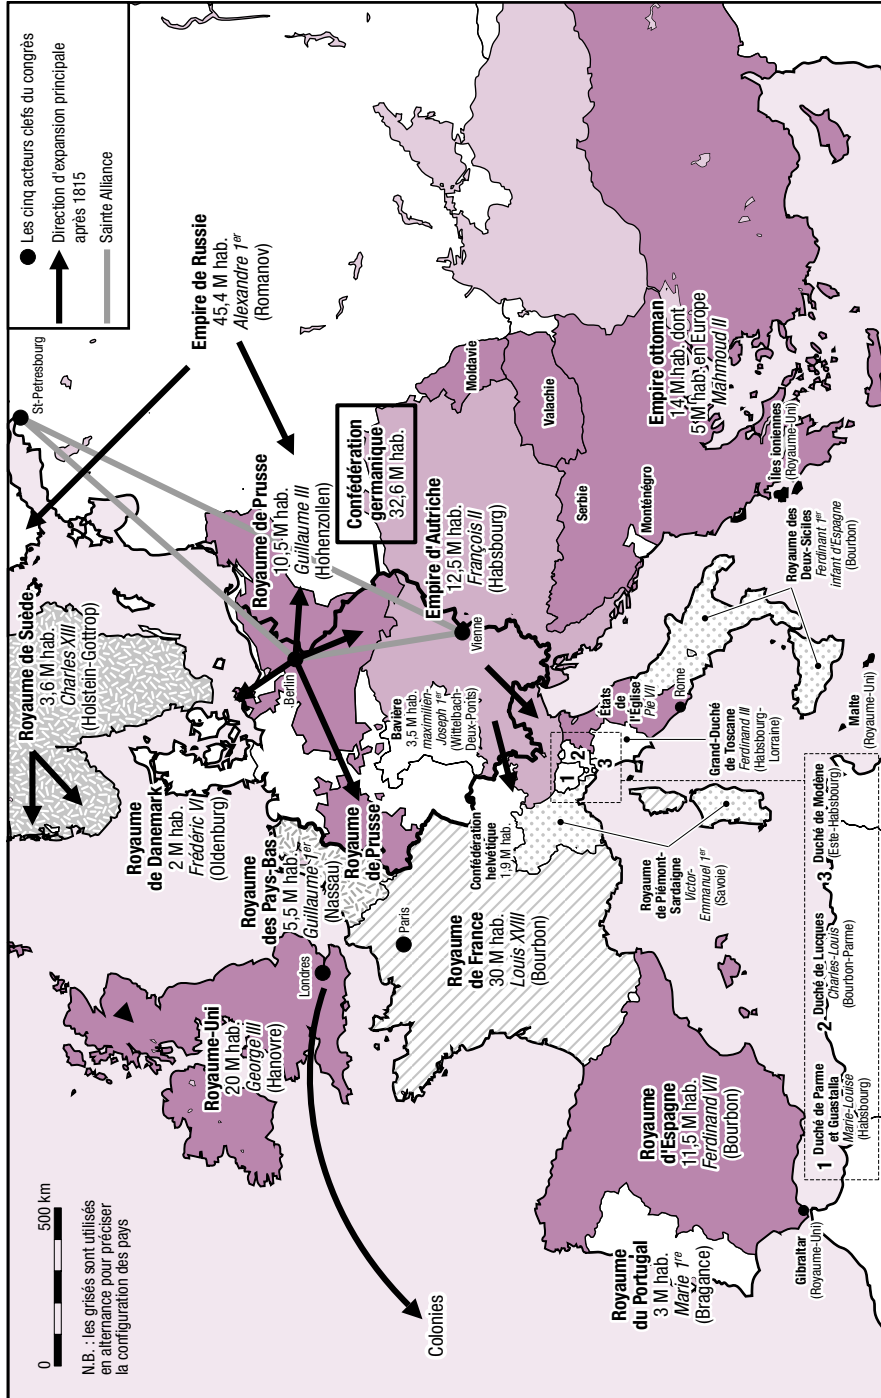 Les cinq acteurs clefs du congrès
Direction d'expansion principale
après 1815
Sainte Alliance
0
500 km
N.B. : les grisés sont utilisés
en alternance pour préciser
la configuration des pays
Colonies
Royaume-Uni
20 M hab.
George III
(Hanovre)
Londres
Royaume de Suède
3,6 M hab.
Charles XIII
(Holstein-Gottrop)
St-Petresbourg
Empire de Russie
45,4 M hab.
Alexandre 1er
(Romanov)
Royaume
de Danemark
2 M hab.
Frédéric VI
(Oldenburg)
Royaume
des Pays-Bas
5,5 M hab.
Guillaume 1er
(Nassau)
Royaume
de Prusse
Berlin
Royaume de Prusse
10,5 M hab.
Guillaume III
(Hohenzollen)
Confédération
germanique
32,6 M hab.
Paris
Royaume
de France
30 M hab.
Louis XVIII
(Bourbon)
Bavière
3,5 M hab.
maximilien-
Joseph 1er
(Wittelbach-
Deux-Ponts)
Confédération
helvétique
1,9 M hab.
Empire d'Autriche
12,5 M hab.
François II
(Habsbourg)
Vienne
Moldavie
Valachie
Serbie
Monténégro
Empire ottoman
14 M hab. dont
5 M hab. en Europe
Mahmoud II
Îles ioniennes
(Royaume-Uni)
Royaume des
Deux-Siciles
Ferdinant 1er
infant d'Espagne
(Bourbon)
États
de
l'Église
Pie VII
Rome
Grand-Duché
de Toscane
Ferdinand III
(Habsbourg-
Lorraine)
1
2
3
Royaume
de Piémont-
Sardaigne
Victor-
Emmanuel 1er
(Savoie)
Malte
(Royaume-Uni)
Royaume
d'Espagne
11,5 M hab.
Ferdinand VII
(Bourbon)
Royaume
du Portugal
3 M hab.
Marie 1re
(Bragance)
Gibraltar
(Royaume-Uni)
1 Duché de Parme
et Guastalla
Marie-Louise
(Habsbourg)
2 Duché de Lucques
Charles-Louis
(Bourbon-Parme)
3 Duché de Modène
(Este-Habsbourg)